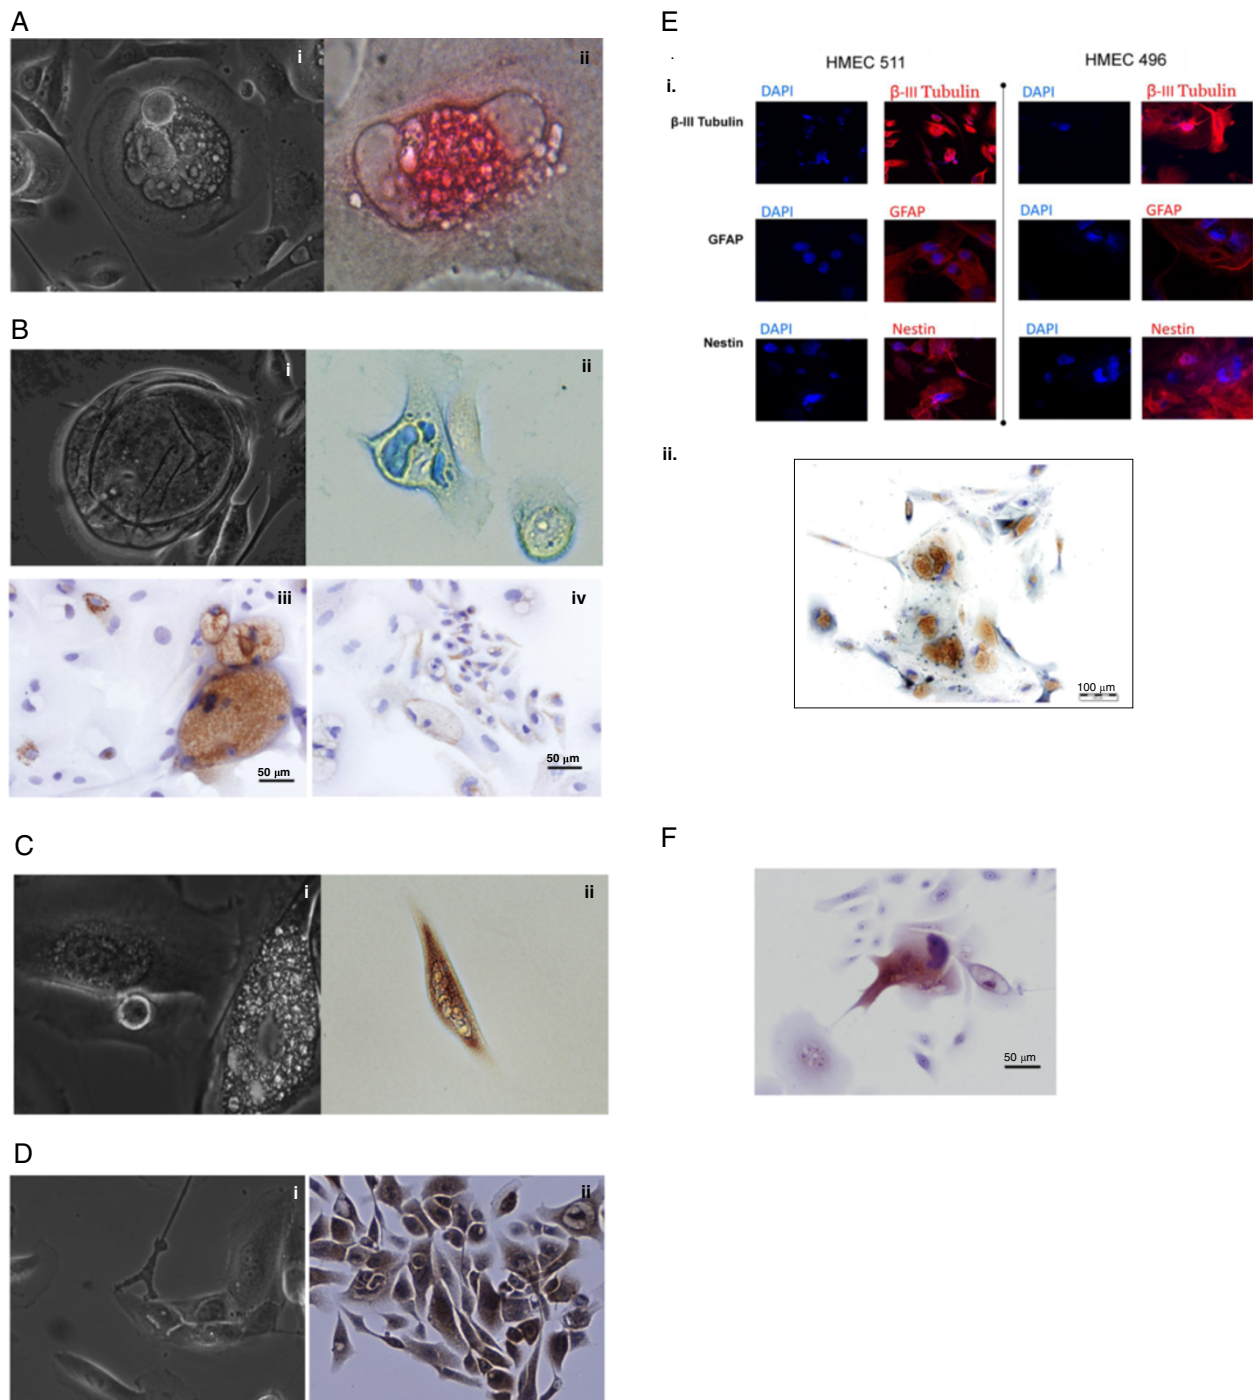 A
i
ii
B
i
ii
iii
50 µm
iv
50 µm
C
i
ii
D
i
ii
E
HMEC 511
HMEC 496
i.
DAPI
β-III Tubulin
DAPI
β-III Tubulin
β-III Tubulin
DAPI
GFAP
DAPI
GFAP
GFAP
DAPI
Nestin
DAPI
Nestin
Nestin
ii.
100 µm
F
50 µm